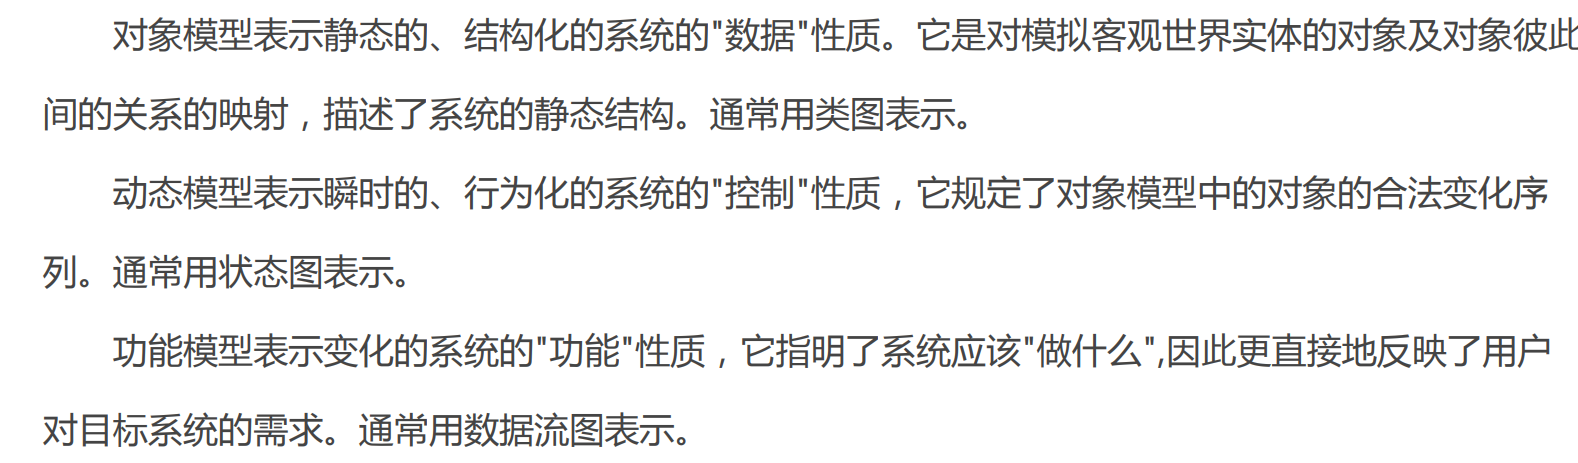 对象模型表示静态的、结构化的系统的"数据"性质。它是对模拟客观世界实体的对象及对象彼此
间的关系的映射，描述了系统的静态结构。通常用类图表示。
动态模型表示瞬时的、行为化的系统的"控制"性质，它规定了对象模型中的对象的合法变化序
列。通常用状态图表示。
功能模型表示变化的系统的"功能"性质，它指明了系统应该"做什么",因此更直接地反映了用户
对目标系统的需求。通常用数据流图表示。